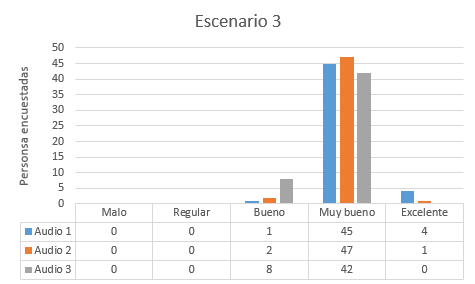 Escenario 3
Personsa encuestadas
50
45
40
35
30
25
20
15
10
5
0
Malo Regular Bueno Muy bueno Excelente
Audio 1 0 0 1 45 4
Audio 2 0 0 2 47 1
Audio 3 0 0 8 42 0